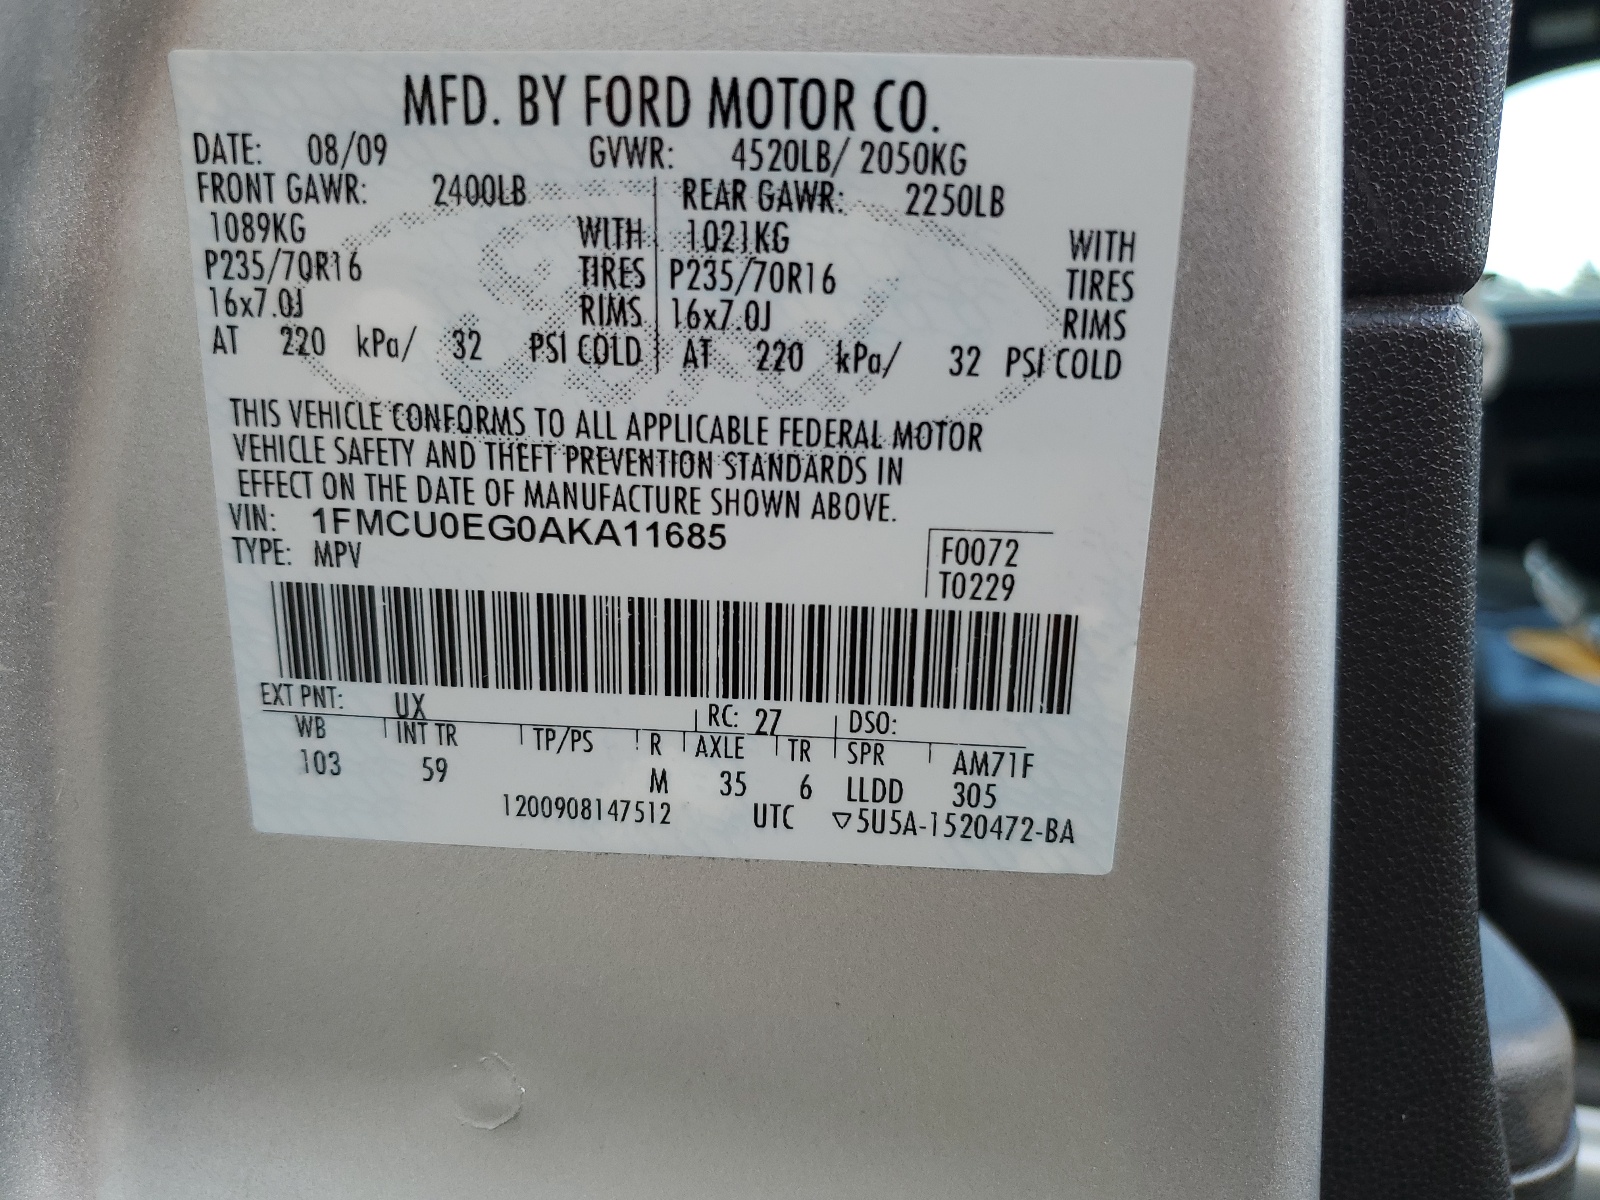 MFD. BY FORD MOTOR CO.
DATE: 08/09 GVWR: 4520LB/ 2050KG
FRONT GAWR: 2400LB REAR GAWR: 2250LB
1089KG WITH 1021KG WITH
P235/70R16 TIRES P235/70R16 TIRES
16x7.0J RIMS 16x7.0J RIMS
AT 220 kPa/ 32 PSI COLD AT 220 kPa/ 32 PSI COLD
THIS VEHICLE CONFORMS TO ALL APPLICABLE FEDERAL MOTOR
VEHICLE SAFETY AND THEFT PREVENTION STANDARDS IN
EFFECT ON THE DATE OF MANUFACTURE SHOWN ABOVE.
VIN: 1FMCU0EG0AKA11685
TYPE: MPV
F0072
T0229
EXT PNT: UX RC: 27 DSO:
WB INT TR TP/PS R AXLE TR SPR AM71F
103 59 M 35 6 LLDD 305
1200908147512 UTC ▽5U5A-1520472-BA